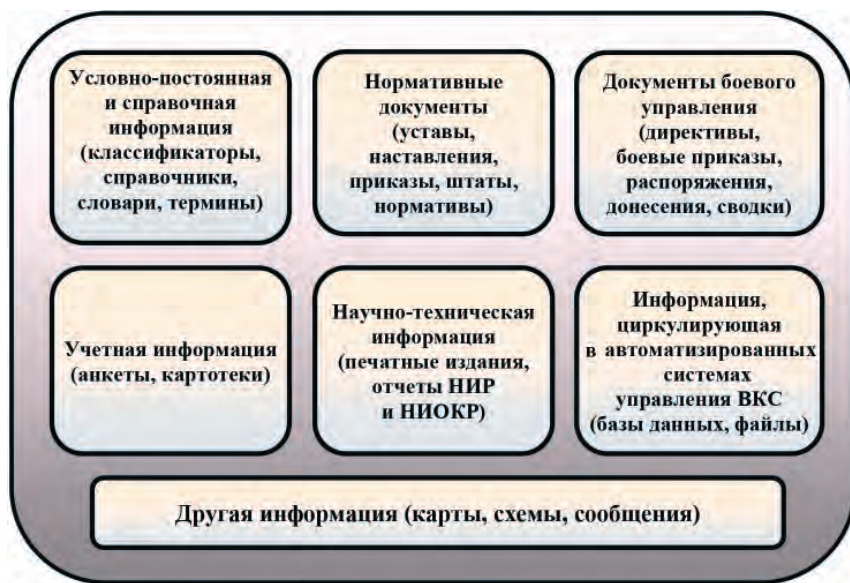 Условно-постоянная
и справочная
информация
(классификаторы,
справочники,
словари, термины)
Нормативные
документы
(уставы,
наставления,
приказы, штаты,
нормативы)
Документы боевого
управления
(директивы,
боевые приказы,
распоряжения,
донесения, сводки)
Учетная информация
(анкеты, картотеки)
Научно-техническая
информация
(печатные издания,
отчеты НИР
и НИОКР)
Информация,
циркулирующая
в автоматизированных
системах
управления ВКС
(базы данных, файлы)
Другая информация (карты, схемы, сообщения)